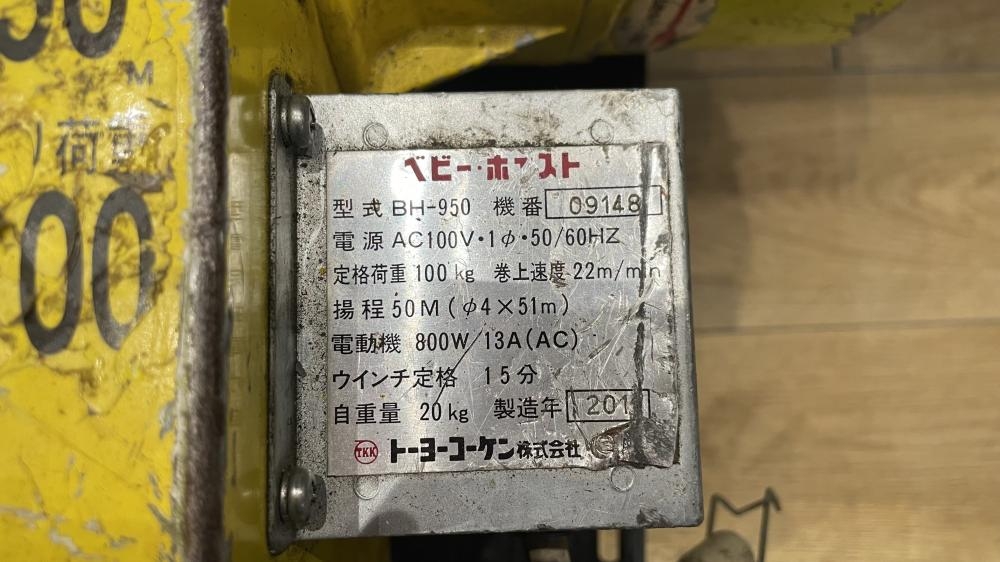 50
M
荷重
00
ベビー・ホイスト
型式 BH-950 機番 09148
電源 AC100V・1φ・50/60HZ
定格荷重 100kg 巻上速度 22m/min
揚程 50M(φ4×51m)
電動機 800W/13A(AC)
ウインチ定格 15分
自重量 20kg 製造年 201
TKK トーヨーコーケン株式会社